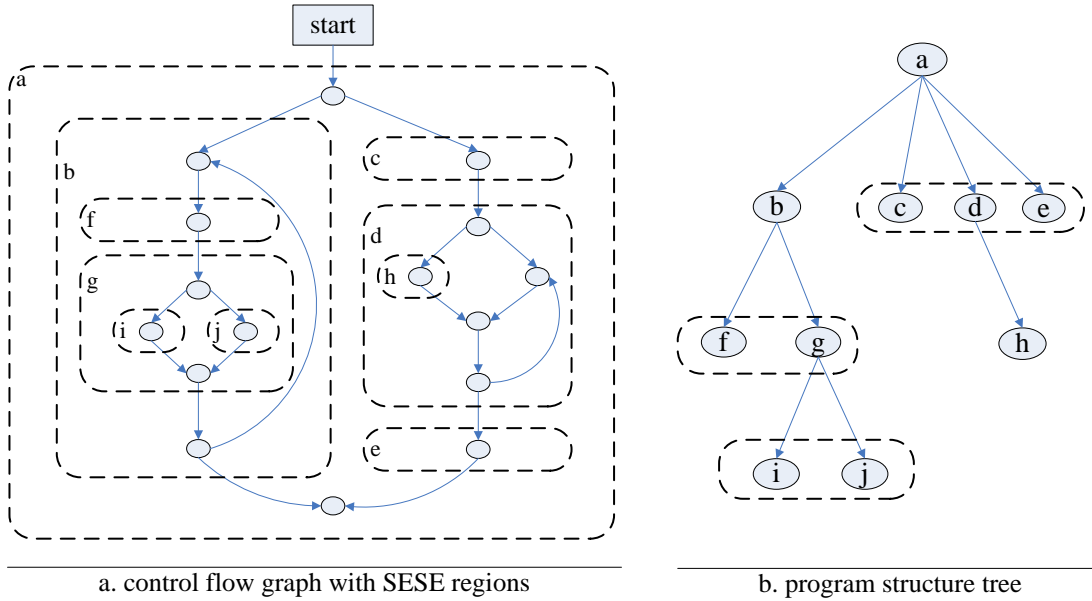 start
a
b
c
f
d
g
h
i
j
e
a
b
c
d
e
f
g
h
i
j
a. control flow graph with SESE regions
b. program structure tree